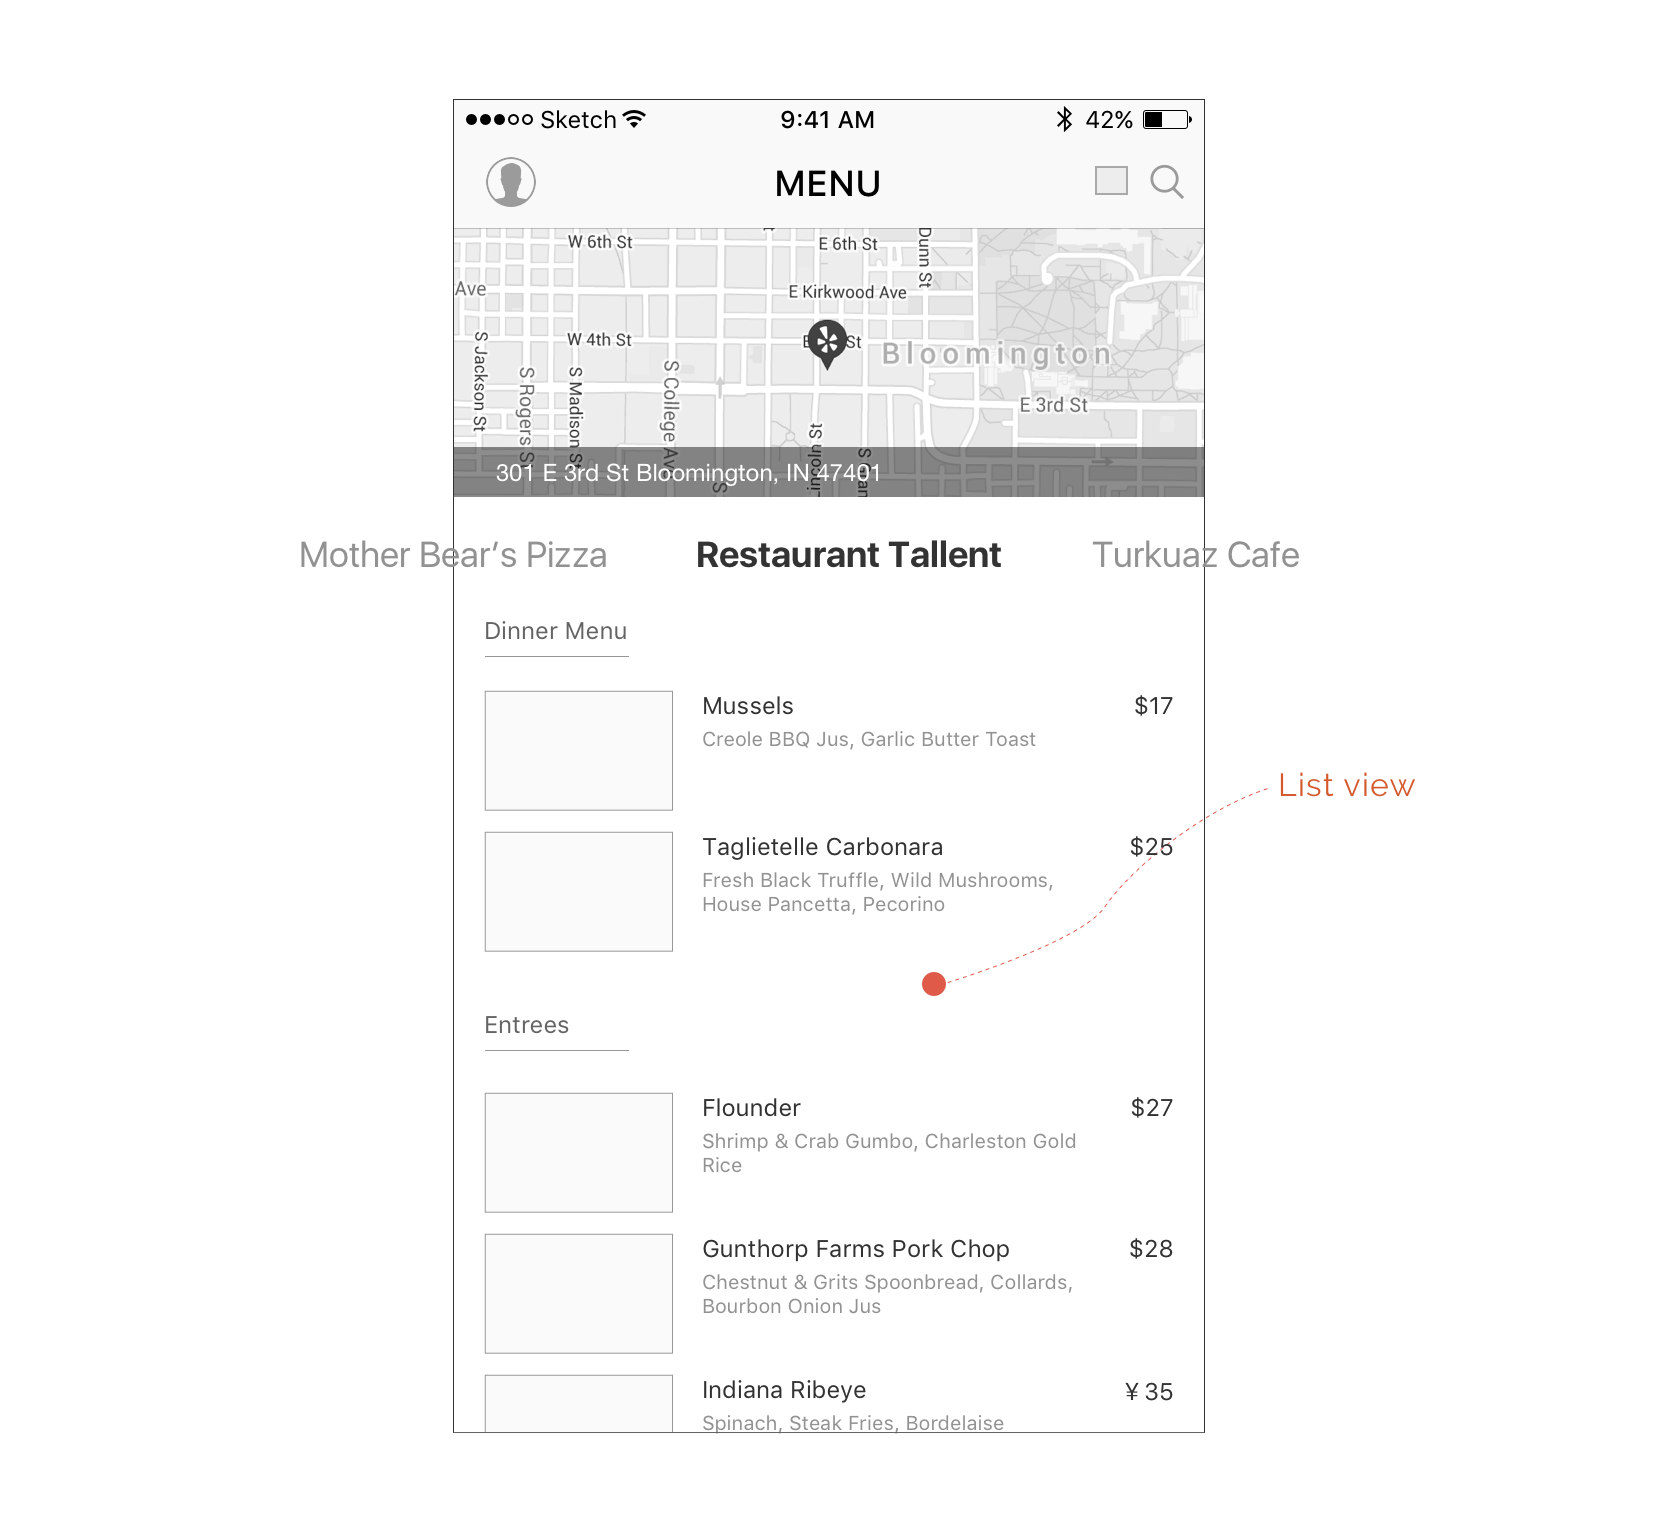 Sketch
9:41 AM
42%
MENU
W 6th St
E 6th St
Dunn St
Ave
E Kirkwood Ave
W 4th St
St
Bloomington
S Jackson St
S Rogers St
S Madison St
S College Av
E 3rd St
Lincoln St
301 E 3rd St Bloomington, IN 47401
Mother Bear’s Pizza
Restaurant Tallent
Turkuaz Cafe
Dinner Menu
Mussels
$17
Creole BBQ Jus, Garlic Butter Toast
List view
Taglietelle Carbonara
$25
Fresh Black Truffle, Wild Mushrooms,
House Pancetta, Pecorino
Entrees
Flounder
$27
Shrimp & Crab Gumbo, Charleston Gold
Rice
Gunthorp Farms Pork Chop
$28
Chestnut & Grits Spoonbread, Collards,
Bourbon Onion Jus
Indiana Ribeye
¥ 35
Spinach, Steak Fries, Bordelaise